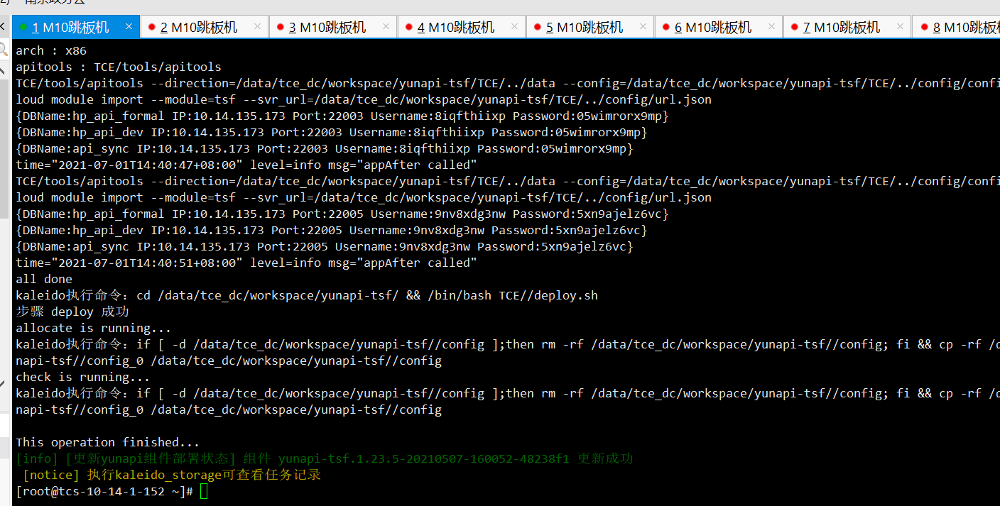 1 M10跳板机 × 2 M10跳板机 × 3 M10跳板机 × 4 M10跳板机 × 5 M10跳板机 × 6 M10跳板机 × 7 M10跳板机 × 8 M10跳板
arch : x86
apitools : TCE/tools/apitools
TCE/tools/apitools --direction=/data/tce_dc/workspace/yunapi-tsf/TCE/../data --config=/data/tce_dc/workspace/yunapi-tsf/TCE/../config/confi
loud module import --module=tsf --svr_url=/data/tce_dc/workspace/yunapi-tsf/TCE/../config/url.json
{DBName:hp_api_formal IP:10.14.135.173 Port:22003 Username:8iqfthiixp Password:05wimrorx9mp}
{DBName:hp_api_dev IP:10.14.135.173 Port:22003 Username:8iqfthiixp Password:05wimrorx9mp}
{DBName:api_sync IP:10.14.135.173 Port:22003 Username:8iqfthiixp Password:05wimrorx9mp}
time="2021-07-01T14:40:47+08:00" level=info msg="appAfter called"
TCE/tools/apitools --direction=/data/tce_dc/workspace/yunapi-tsf/TCE/../data --config=/data/tce_dc/workspace/yunapi-tsf/TCE/../config/confi
loud module import --module=tsf --svr_url=/data/tce_dc/workspace/yunapi-tsf/TCE/../config/url.json
{DBName:hp_api_formal IP:10.14.135.173 Port:22005 Username:9nv8xdg3nw Password:5xn9ajelz6vc}
{DBName:hp_api_dev IP:10.14.135.173 Port:22005 Username:9nv8xdg3nw Password:5xn9ajelz6vc}
{DBName:api_sync IP:10.14.135.173 Port:22005 Username:9nv8xdg3nw Password:5xn9ajelz6vc}
time="2021-07-01T14:40:51+08:00" level=info msg="appAfter called"
all done
kaleido执行命令：cd /data/tce_dc/workspace/yunapi-tsf/ && /bin/bash TCE//deploy.sh
步骤 deploy 成功
allocate is running...
kaleido执行命令：if [ -d /data/tce_dc/workspace/yunapi-tsf//config ];then rm -rf /data/tce_dc/workspace/yunapi-tsf//config; fi && cp -rf /d
napi-tsf//config_0 /data/tce_dc/workspace/yunapi-tsf//config
check is running...
kaleido执行命令：if [ -d /data/tce_dc/workspace/yunapi-tsf//config ];then rm -rf /data/tce_dc/workspace/yunapi-tsf//config; fi && cp -rf /d
napi-tsf//config_0 /data/tce_dc/workspace/yunapi-tsf//config
This operation finished...
[info] [更新yunapi组件部署状态] 组件 yunapi-tsf.1.23.5-20210507-160052-48238f1 更新成功
[notice] 执行kaleido_storage可查看任务记录
[root@tcs-10-14-1-152 ~]#